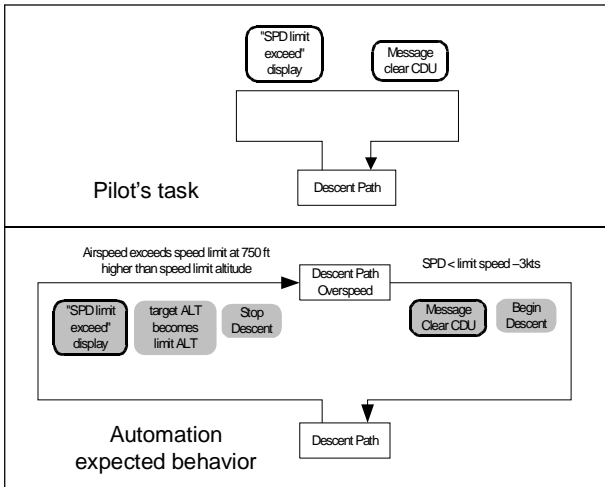 "SPD limit
exceed"
display
Message
clear CDU
Descent Path
Pilot's task
Airspeed exceeds speed limit at 750 ft
higher than speed limit altitude
Descent Path
Overspeed
SPD < limit speed –3kts
"SPD limit
exceed"
display
target ALT
becomes
limit ALT
Stop
Descent
Message
Clear CDU
Begin
Descent
Descent Path
Automation
expected behavior